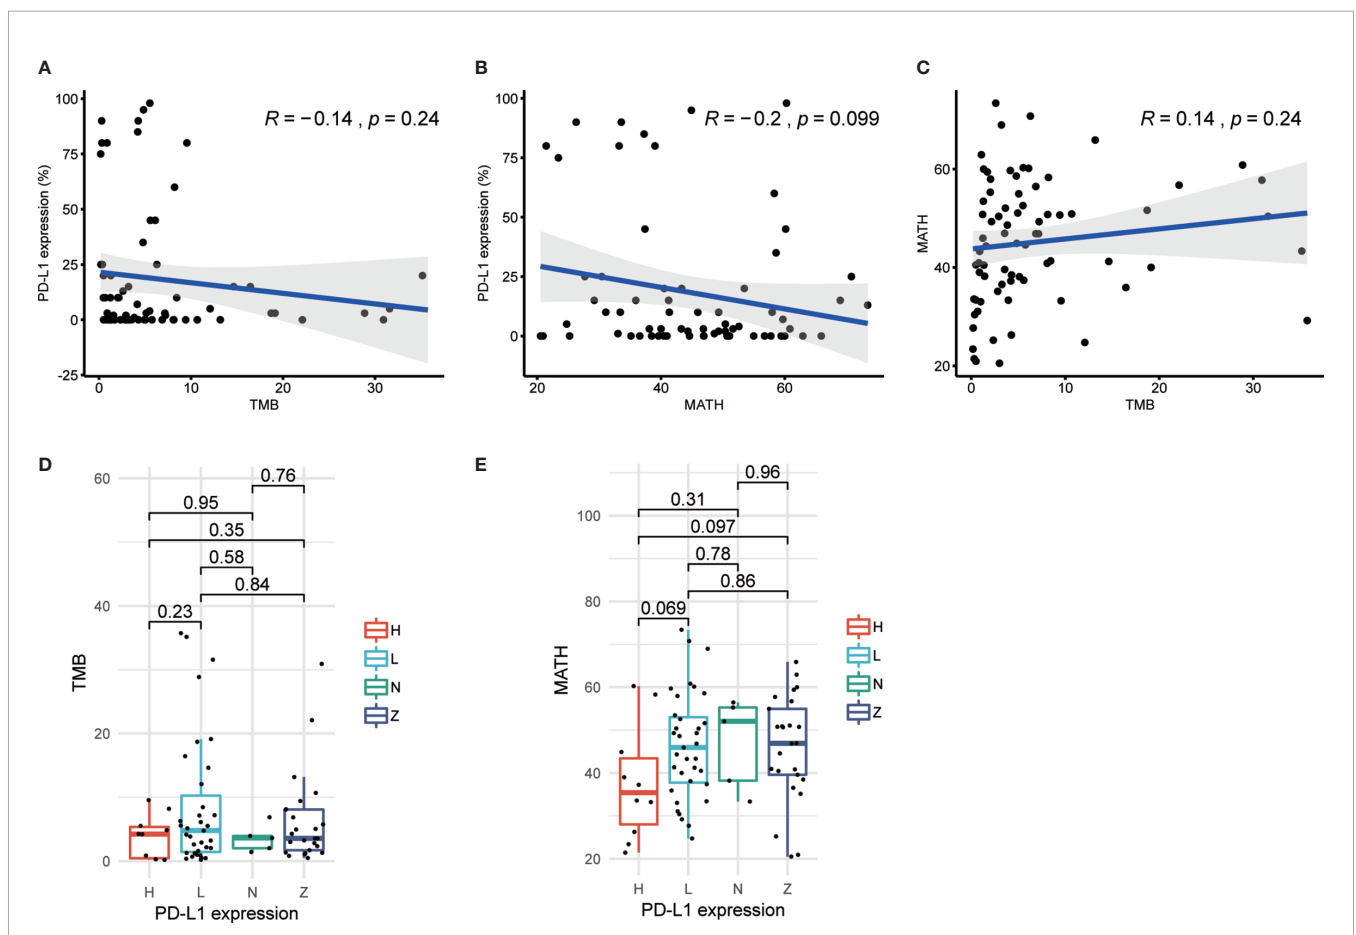 A
B
C
100
75
50
25
0
-25
PD-L1 expression (%)
R = −0.14 , p = 0.24
0 10 20 30
TMB
100
75
50
25
0
PD-L1 expression (%)
R = −0.2 , p = 0.099
20 40 60
MATH
60
40
20
MATH
R = 0.14 , p = 0.24
0 10 20 30
TMB
D
E
60
40
20
0
TMB
0.76
0.95
0.35
0.58
0.84
0.23
H L N Z
PD-L1 expression
H
L
N
Z
100
80
60
40
20
MATH
0.96
0.31
0.097
0.78
0.86
0.069
H L N Z
PD-L1 expression
H
L
N
Z